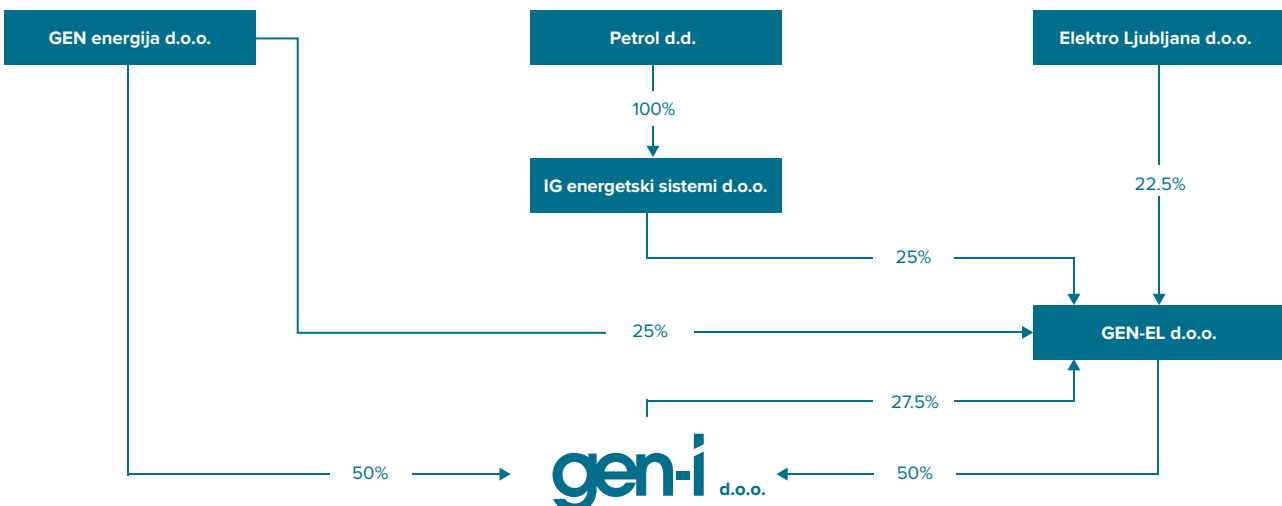 GEN energija d.o.o.
Petrol d.d.
Elektro Ljubljana d.o.o.
100%
IG energetski sistemi d.o.o.
22.5%
25%
25%
GEN-EL d.o.o.
27.5%
50%
gen-i d.o.o.
50%